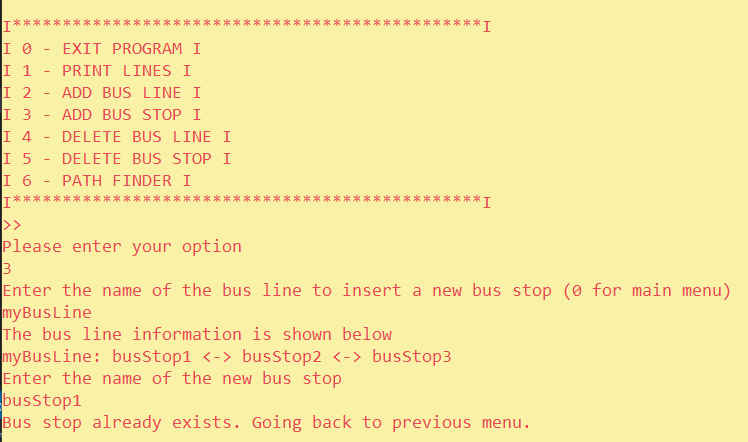 I***********************************************I
I 0 - EXIT PROGRAM I
I 1 - PRINT LINES I
I 2 - ADD BUS LINE I
I 3 - ADD BUS STOP I
I 4 - DELETE BUS LINE I
I 5 - DELETE BUS STOP I
I 6 - PATH FINDER I
I***********************************************I
>>
Please enter your option
3
Enter the name of the bus line to insert a new bus stop (0 for main menu)
myBusLine
The bus line information is shown below
myBusLine: busStop1 <-> busStop2 <-> busStop3
Enter the name of the new bus stop
busStop1
Bus stop already exists. Going back to previous menu.